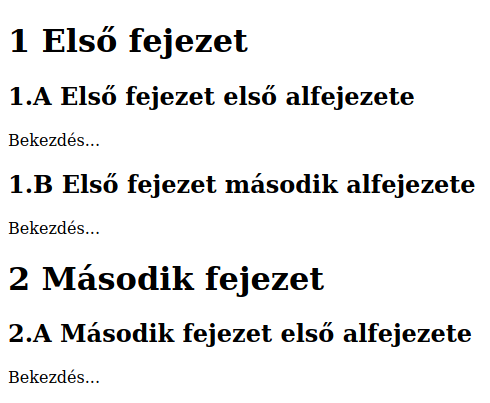 1 Első fejezet
1.A Első fejezet első alfejezete
Bekezdés...
1.B Első fejezet második alfejezete
Bekezdés...
2 Második fejezet
2.A Második fejezet első alfejezete
Bekezdés...